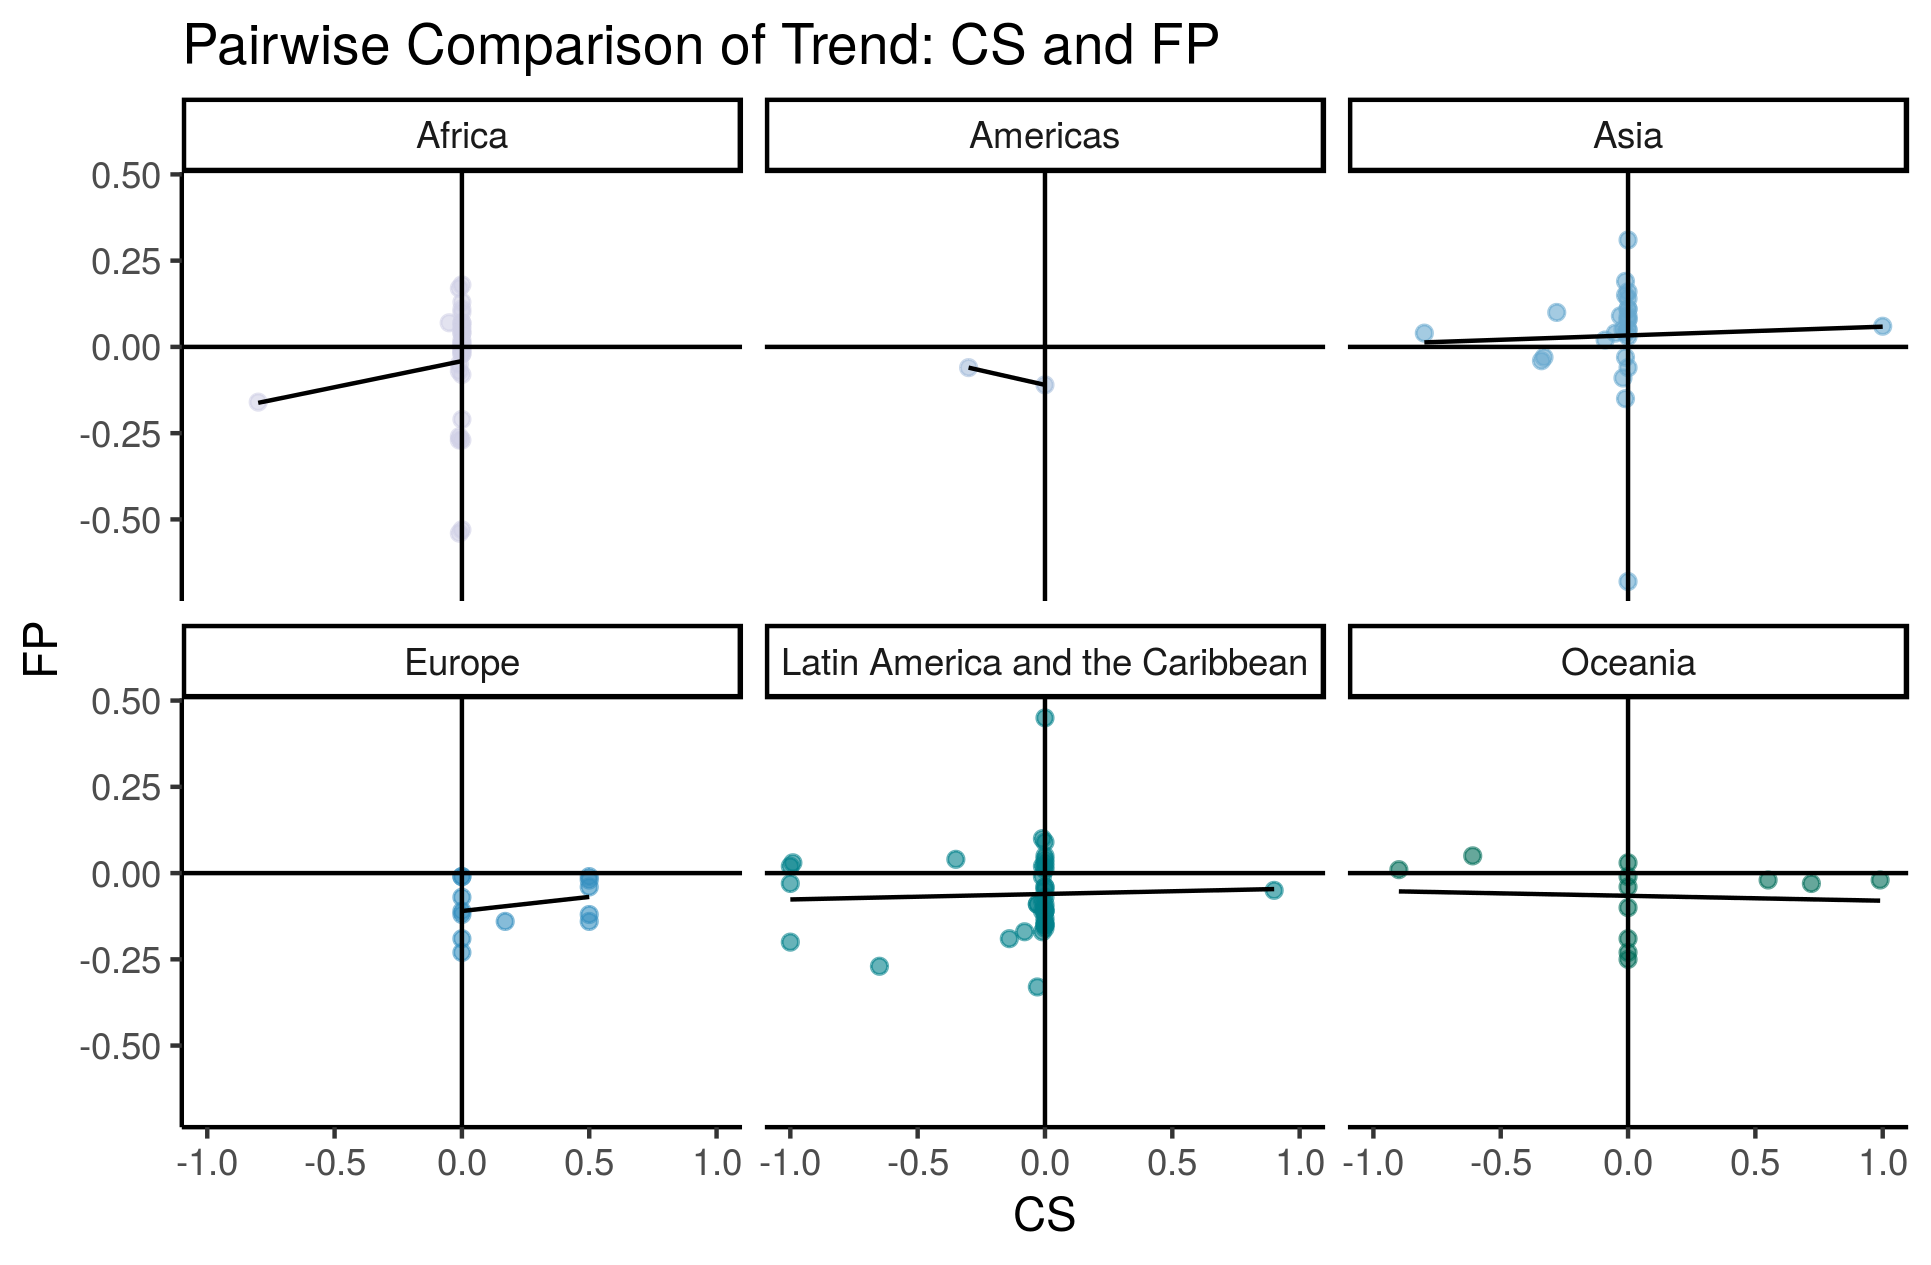 Pairwise Comparison of Trend: CS and FP
Africa
Americas
Asia
0.50
0.25
0.00
-0.25
-0.50
FP
Europe
Latin America and the Caribbean
Oceania
0.50
0.25
0.00
-0.25
-0.50
-1.0 -0.5 0.0 0.5 1.0 -1.0 -0.5 0.0 0.5 1.0 -1.0 -0.5 0.0 0.5 1.0
CS